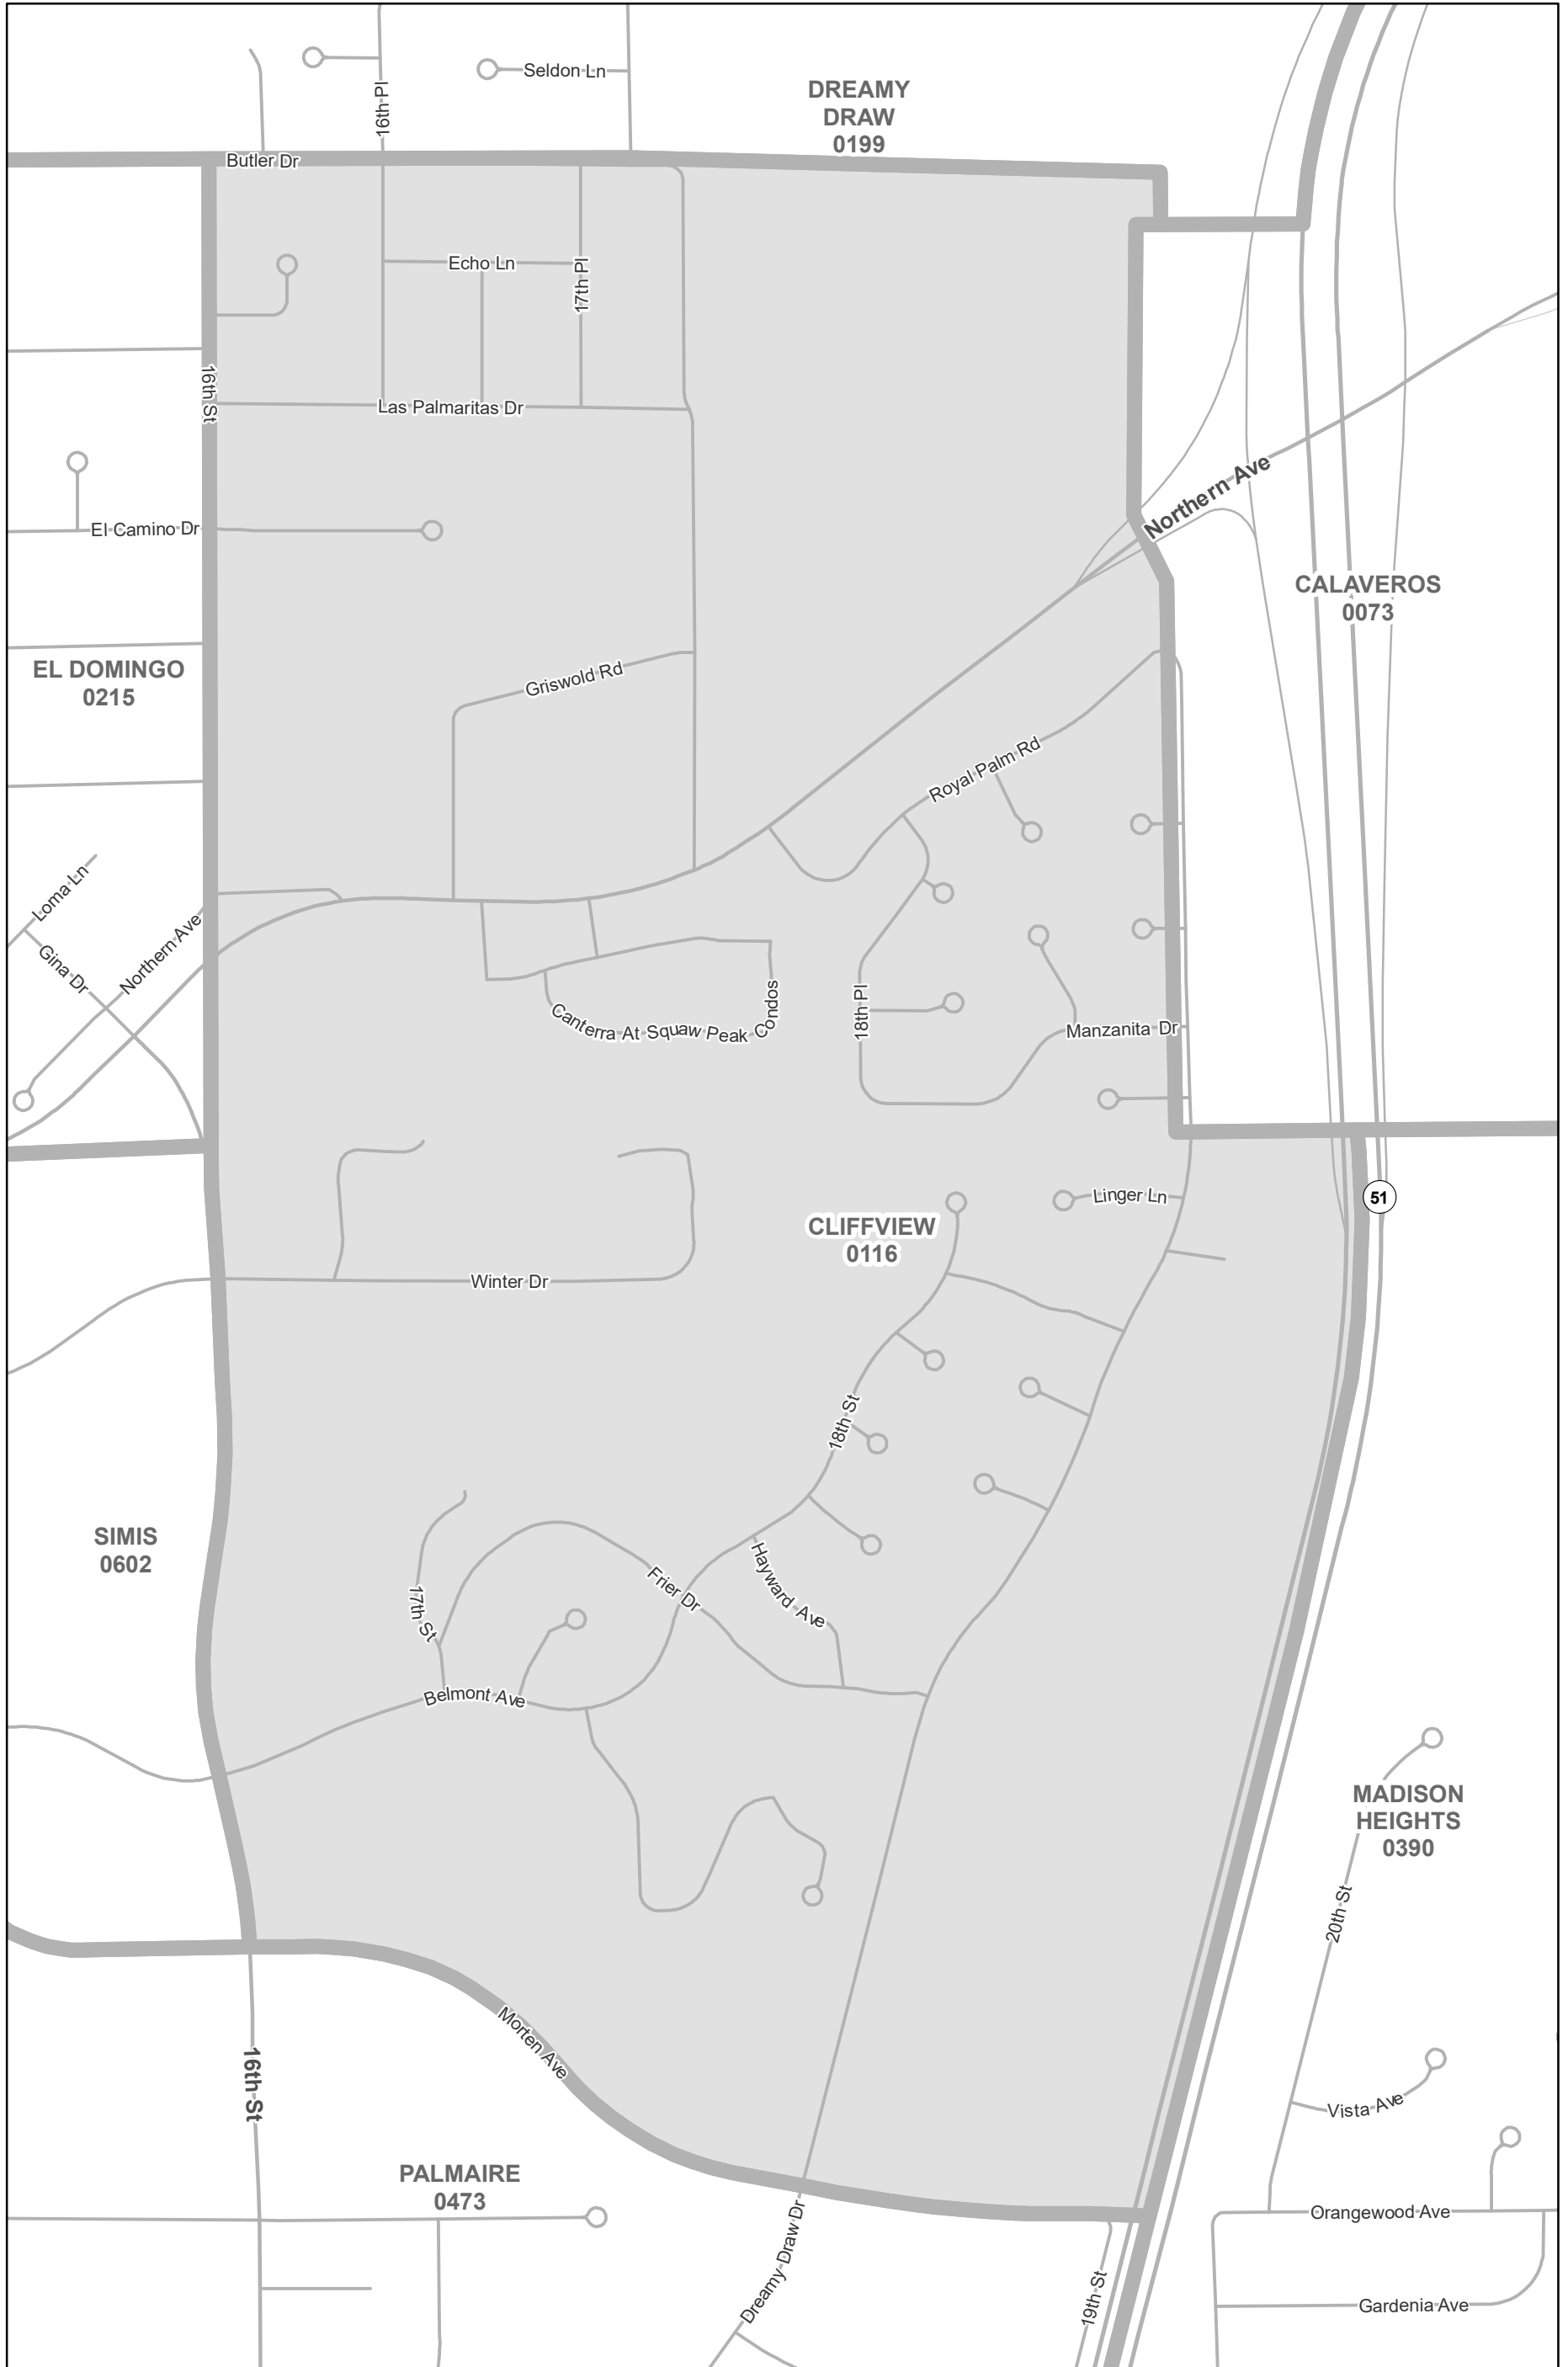 Seldon Ln
16th Pl
DREAMY
DRAW
0199
Butler Dr
Echo Ln
17th Pl
16th St
Las Palmaritas Dr
Northern Ave
El Camino Dr
CALAVEROS
0073
EL DOMINGO
0215
Griswold Rd
Royal Palm Rd
Loma Ln
Northern Ave
Gina Dr
Canterra At Squaw Peak Condos
18th Pl
Manzanita Dr
Linger Ln
51
CLIFFVIEW
0116
Winter Dr
18th St
SIMIS
0602
Hayward Ave
Frier Dr
17th St
Belmont Ave
MADISON
HEIGHTS
0390
20th St
Morten Ave
16th St
Vista Ave
PALMAIRE
0473
Orangewood Ave
Dreamy Draw Dr
19th St
Gardenia Ave